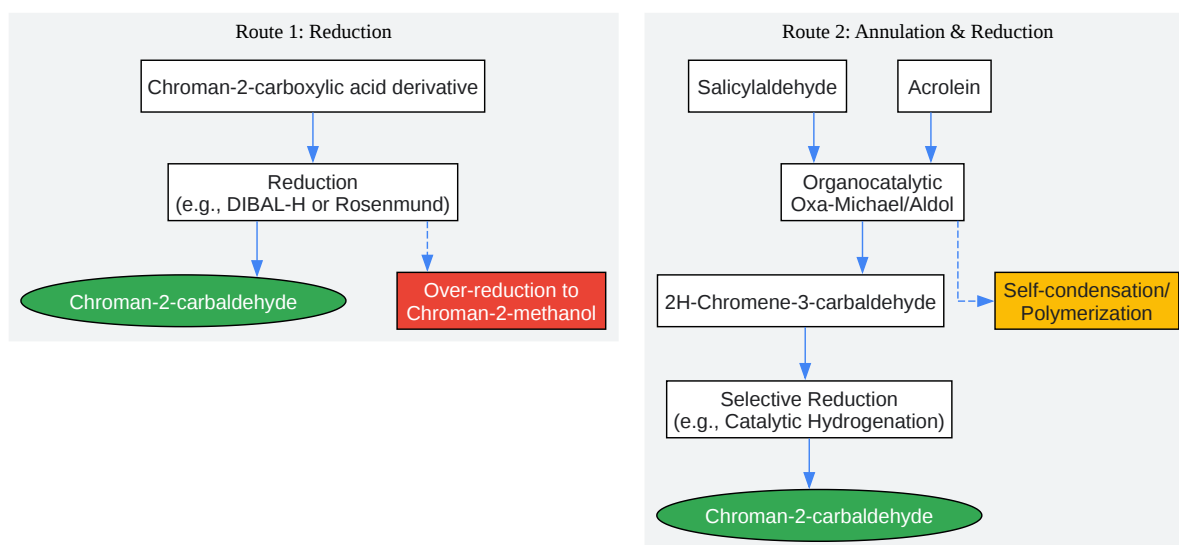 Route 1: Reduction
Chroman-2-carboxylic acid derivative
Reduction
(e.g., DIBAL-H or Rosenmund)
Chroman-2-carbaldehyde
Over-reduction to
Chroman-2-methanol
Route 2: Annulation & Reduction
Salicylaldehyde
Acrolein
Organocatalytic
Oxa-Michael/Aldol
2H-Chromene-3-carbaldehyde
Self-condensation/
Polymerization
Selective Reduction
(e.g., Catalytic Hydrogenation)
Chroman-2-carbaldehyde